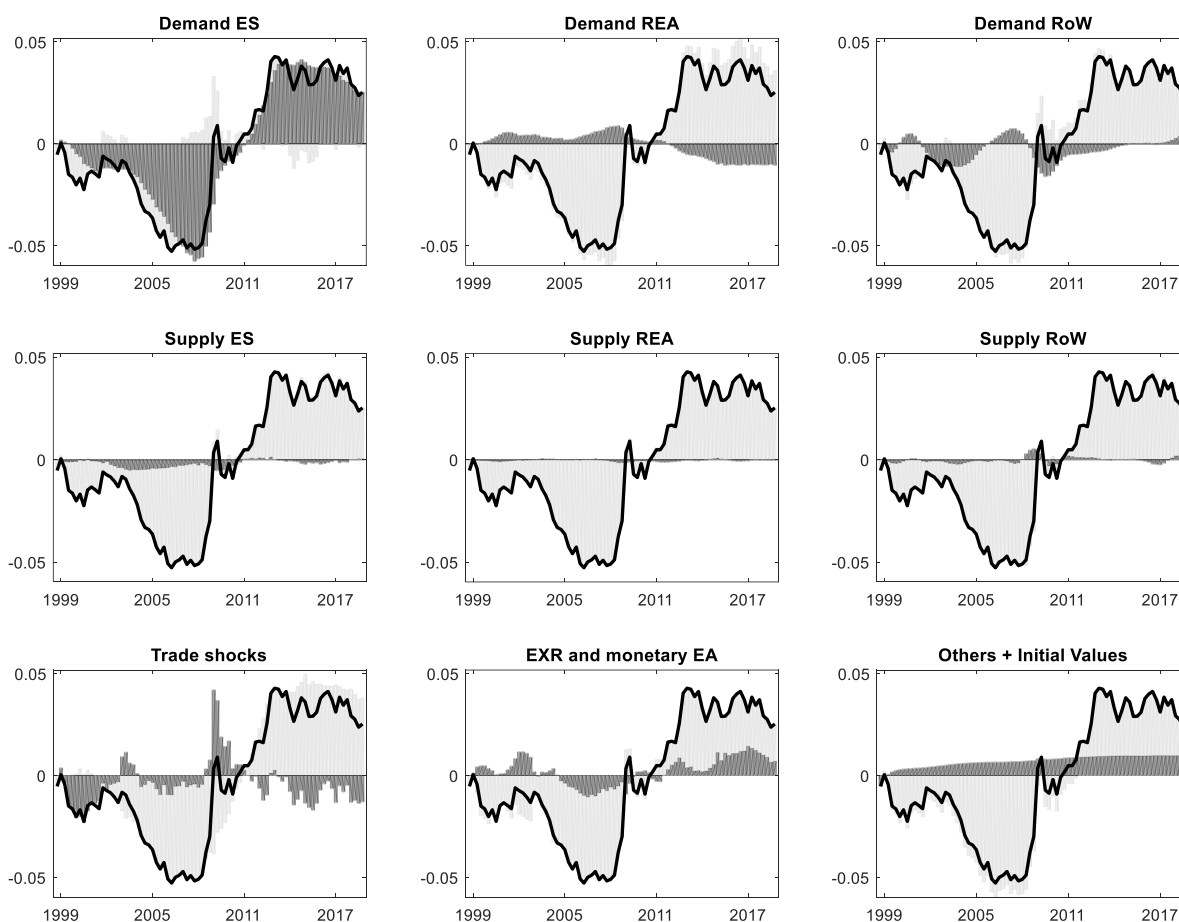 Demand ES
Demand REA
Demand RoW
0.05
0
-0.05
1999 2005 2011 2017
0.05
0
-0.05
1999 2005 2011 2017
0.05
0
-0.05
1999 2005 2011 2017
Supply ES
Supply REA
Supply RoW
0.05
0
-0.05
1999 2005 2011 2017
0.05
0
-0.05
1999 2005 2011 2017
0.05
0
-0.05
1999 2005 2011 2017
Trade shocks
EXR and monetary EA
Others + Initial Values
0.05
0
-0.05
1999 2005 2011 2017
0.05
0
-0.05
1999 2005 2011 2017
0.05
0
-0.05
1999 2005 2011 2017